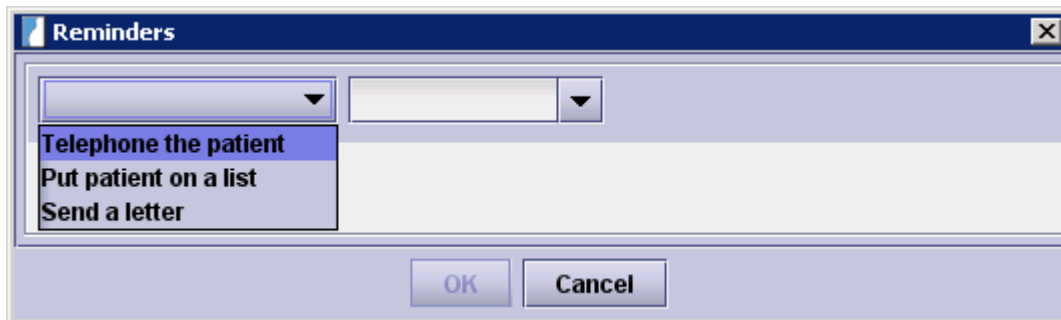 Reminders
Telephone the patient
Put patient on a list
Send a letter
OK
Cancel